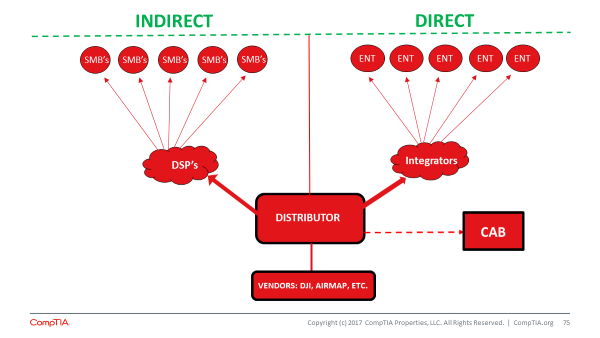 INDIRECT
DIRECT
SMB's SMB's SMB's SMB's SMB's
ENT ENT ENT ENT ENT
DSP's
Integrators
DISTRIBUTOR
CAB
VENDORS: DJI, AIRMAP, ETC.
CompTIA.
Copyright (c) 2017 CompTIA Properties, LLC. All Rights Reserved. | CompTIA.org 75